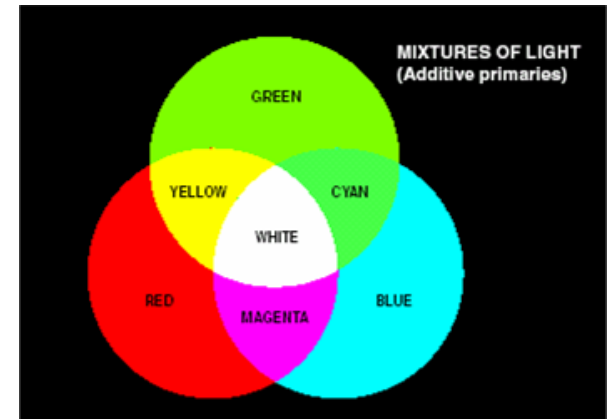 MIXTURES OF LIGHT
(Additive primaries)
GREEN
YELLOW
CYAN
WHITE
RED
BLUE
MAGENTA